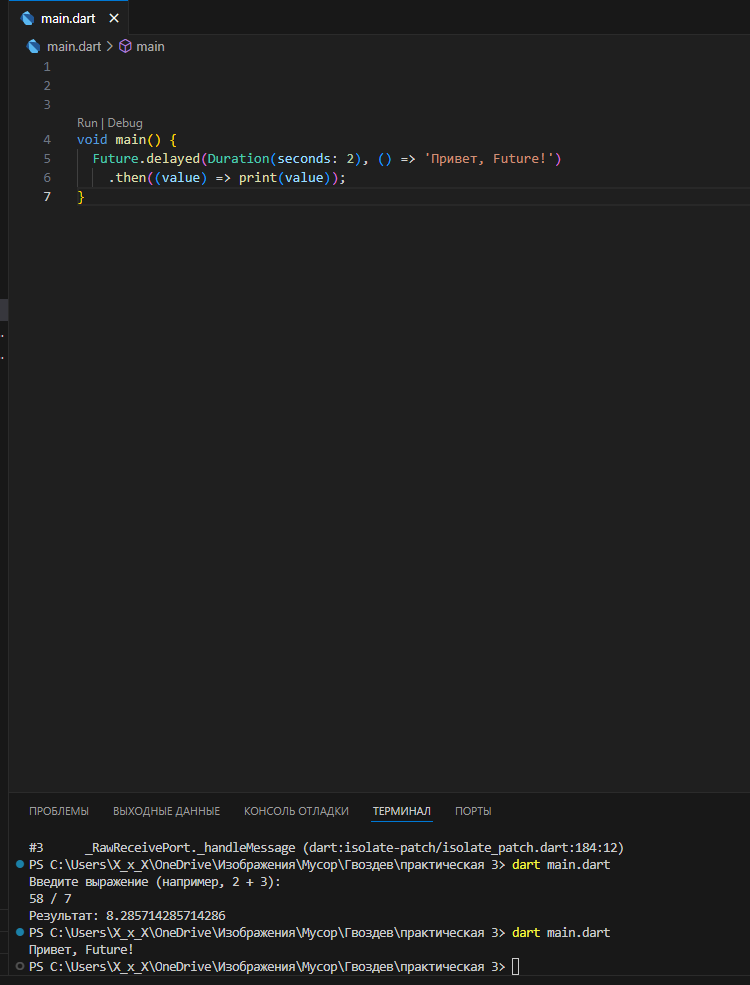 main.dart
main.dart > main
1
2
3
Run | Debug
4 void main() {
5 Future.delayed(Duration(seconds: 2), () => 'Привет, Future!')
6 .then((value) => print(value));
7 }
ПРОБЛЕМЫ ВЫХОДНЫЕ ДАННЫЕ КОНСОЛЬ ОТЛАДКИ ТЕРМИНАЛ ПОРТЫ
#3 _RawReceivePort._handleMessage (dart:isolate-patch/isolate_patch.dart:184:12)
PS C:\Users\X_x_X\OneDrive\Изображения\Мусор\Гвоздев\практическая 3> dart main.dart
Введите выражение (например, 2 + 3):
58 / 7
Результат: 8.285714285714286
PS C:\Users\X_x_X\OneDrive\Изображения\Мусор\Гвоздев\практическая 3> dart main.dart
Привет, Future!
PS C:\Users\X_x_X\OneDrive\Изображения\Мусор\Гвоздев\практическая 3>